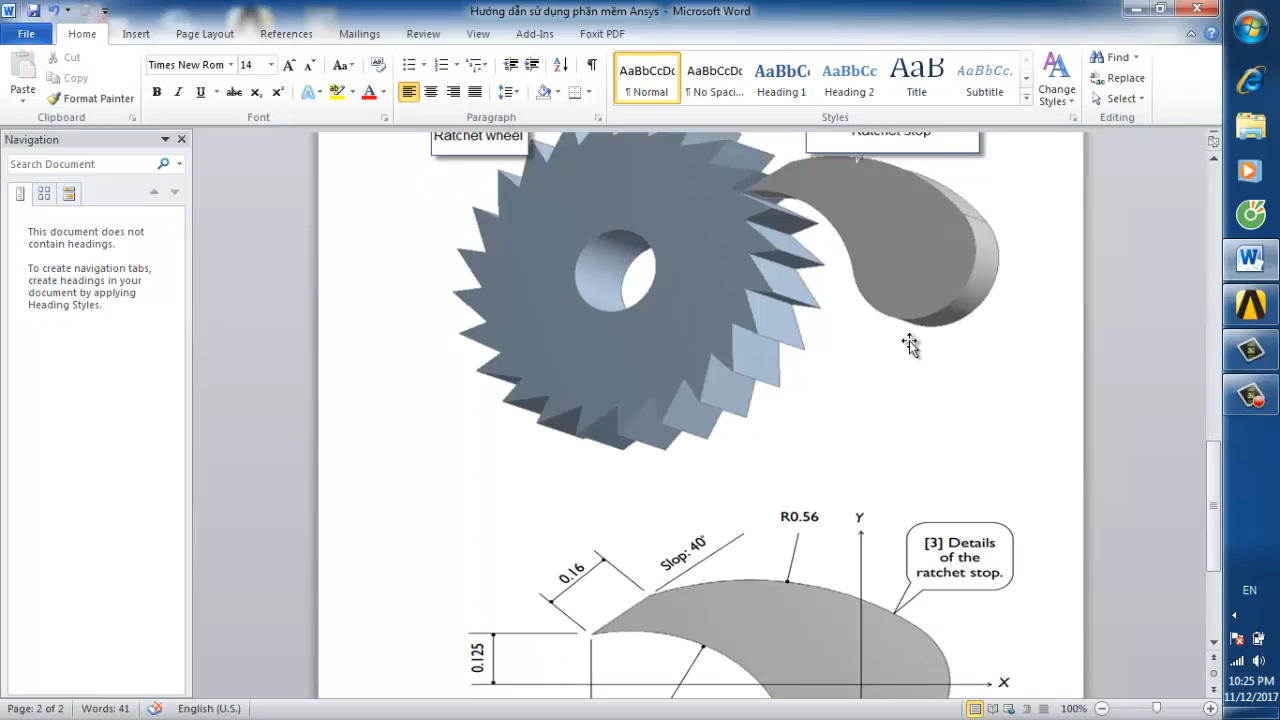 Hướng dẫn sử dụng phần mềm Ansys - Microsoft Word
File Home Insert Page Layout References Mailings Review View Add-Ins Foxit PDF
Paste
Cut
Copy
Format Painter
Clipboard
Times New Rom 14
Aa
B I U abc X₂ X²
A
Font
Paragraph
AaBbCcDc AaBbCcDc AaBbCc AaBbCc AaB AaBbCcDc
¶ Normal ¶ No Spaci... Heading 1 Heading 2 Title Subtitle
Change
Styles
Styles
Find
Replace
Select
Editing
Navigation
Search Document
This document does not
contain headings.
To create navigation tabs,
create headings in your
document by applying
Heading Styles.
Ratchet wheel
Ratchet stop
R0.56
Y
[3] Details
of the
ratchet stop.
Slop: 40°
0.16
0.125
X
Page: 2 of 2 Words: 41 English (U.S.) 100%
EN
10:25 PM
11/12/2017